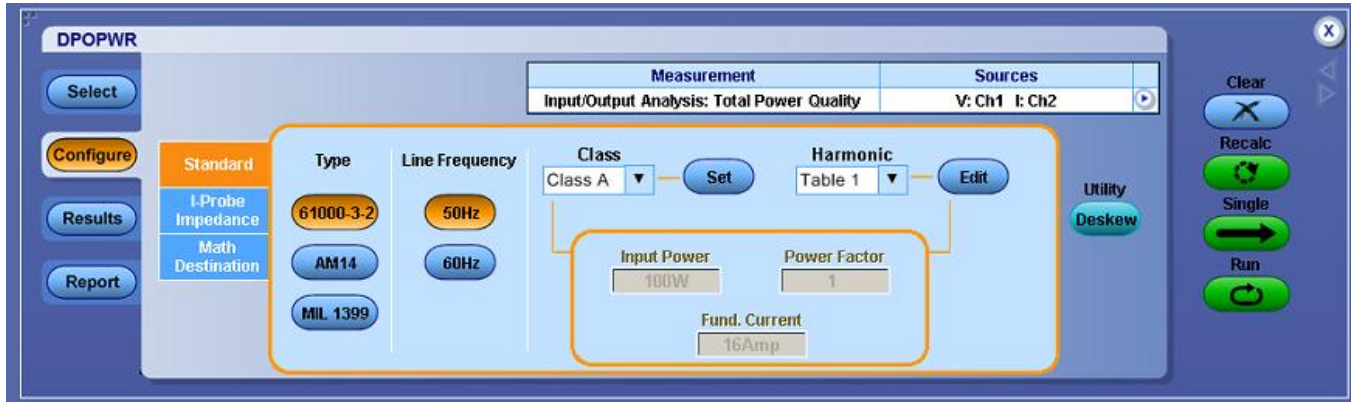 DPOPWR
Select
Configure
Results
Report
Measurement Sources
Input/Output Analysis: Total Power Quality V: Ch1 I: Ch2
Standard
I-Probe
Impedance
Math
Destination
Type
61000-3-2
AM14
MIL 1399
Line Frequency
50Hz
60Hz
Class
Class A
Set
Harmonic
Table 1
Edit
Input Power
100W
Power Factor
1
Fund. Current
16Amp
Utility
Deskew
X
Clear
Recalc
Single
Run